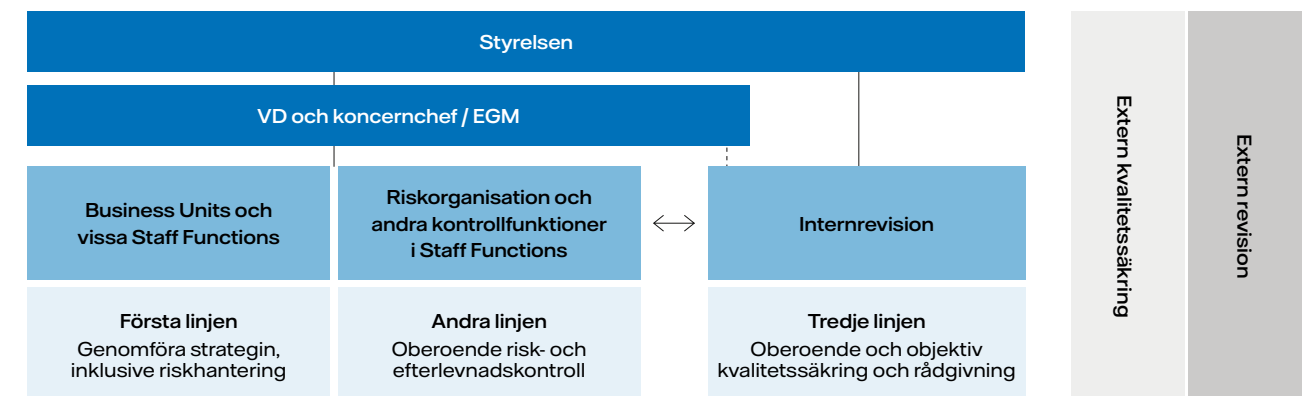 Styrelsen
VD och koncernchef / EGM
Business Units och
vissa Staff Functions
Riskorganisation och
andra kontrollfunktioner
i Staff Functions
Internrevision
Första linjen
Genomföra strategin,
inklusive riskhantering
Andra linjen
Oberoende risk- och
efterlevnadskontroll
Tredje linjen
Oberoende och objektiv
kvalitetssäkring och rådgivning
Extern kvalitetssäkring
Extern revision